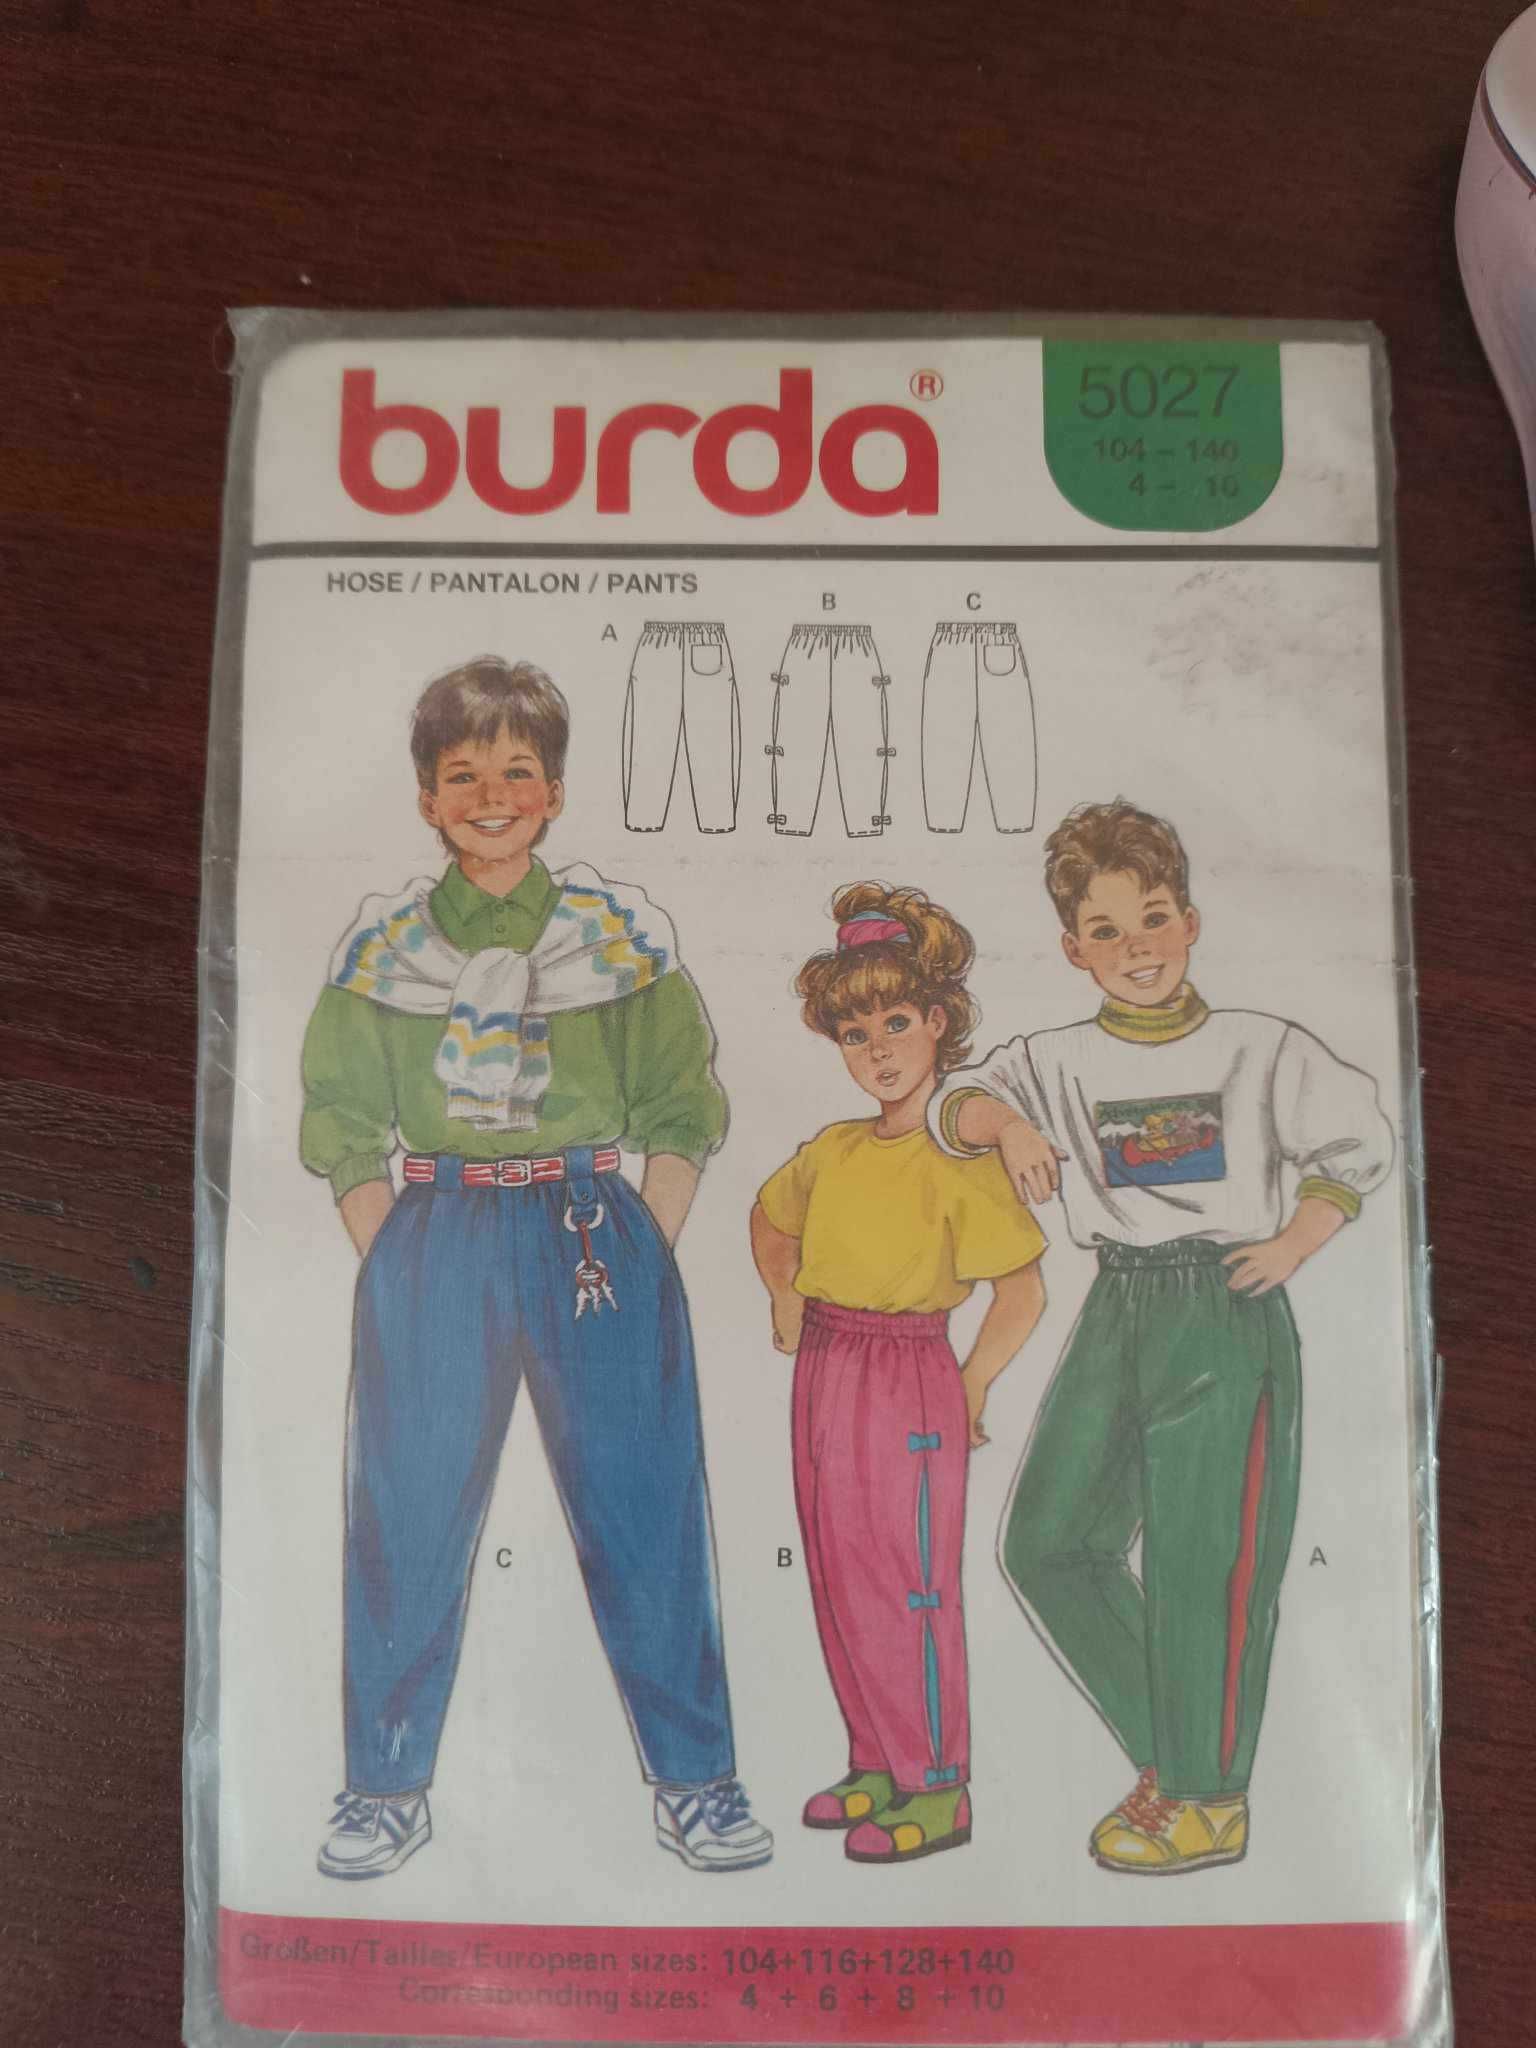 burda®
5027
104 - 140
4 - 10
HOSE / PANTALON / PANTS
A
B
C
Adventure
C
B
A
Größen/Tailles/European sizes: 104+116+128+140
Corresponding sizes: 4 + 6 + 8 + 10